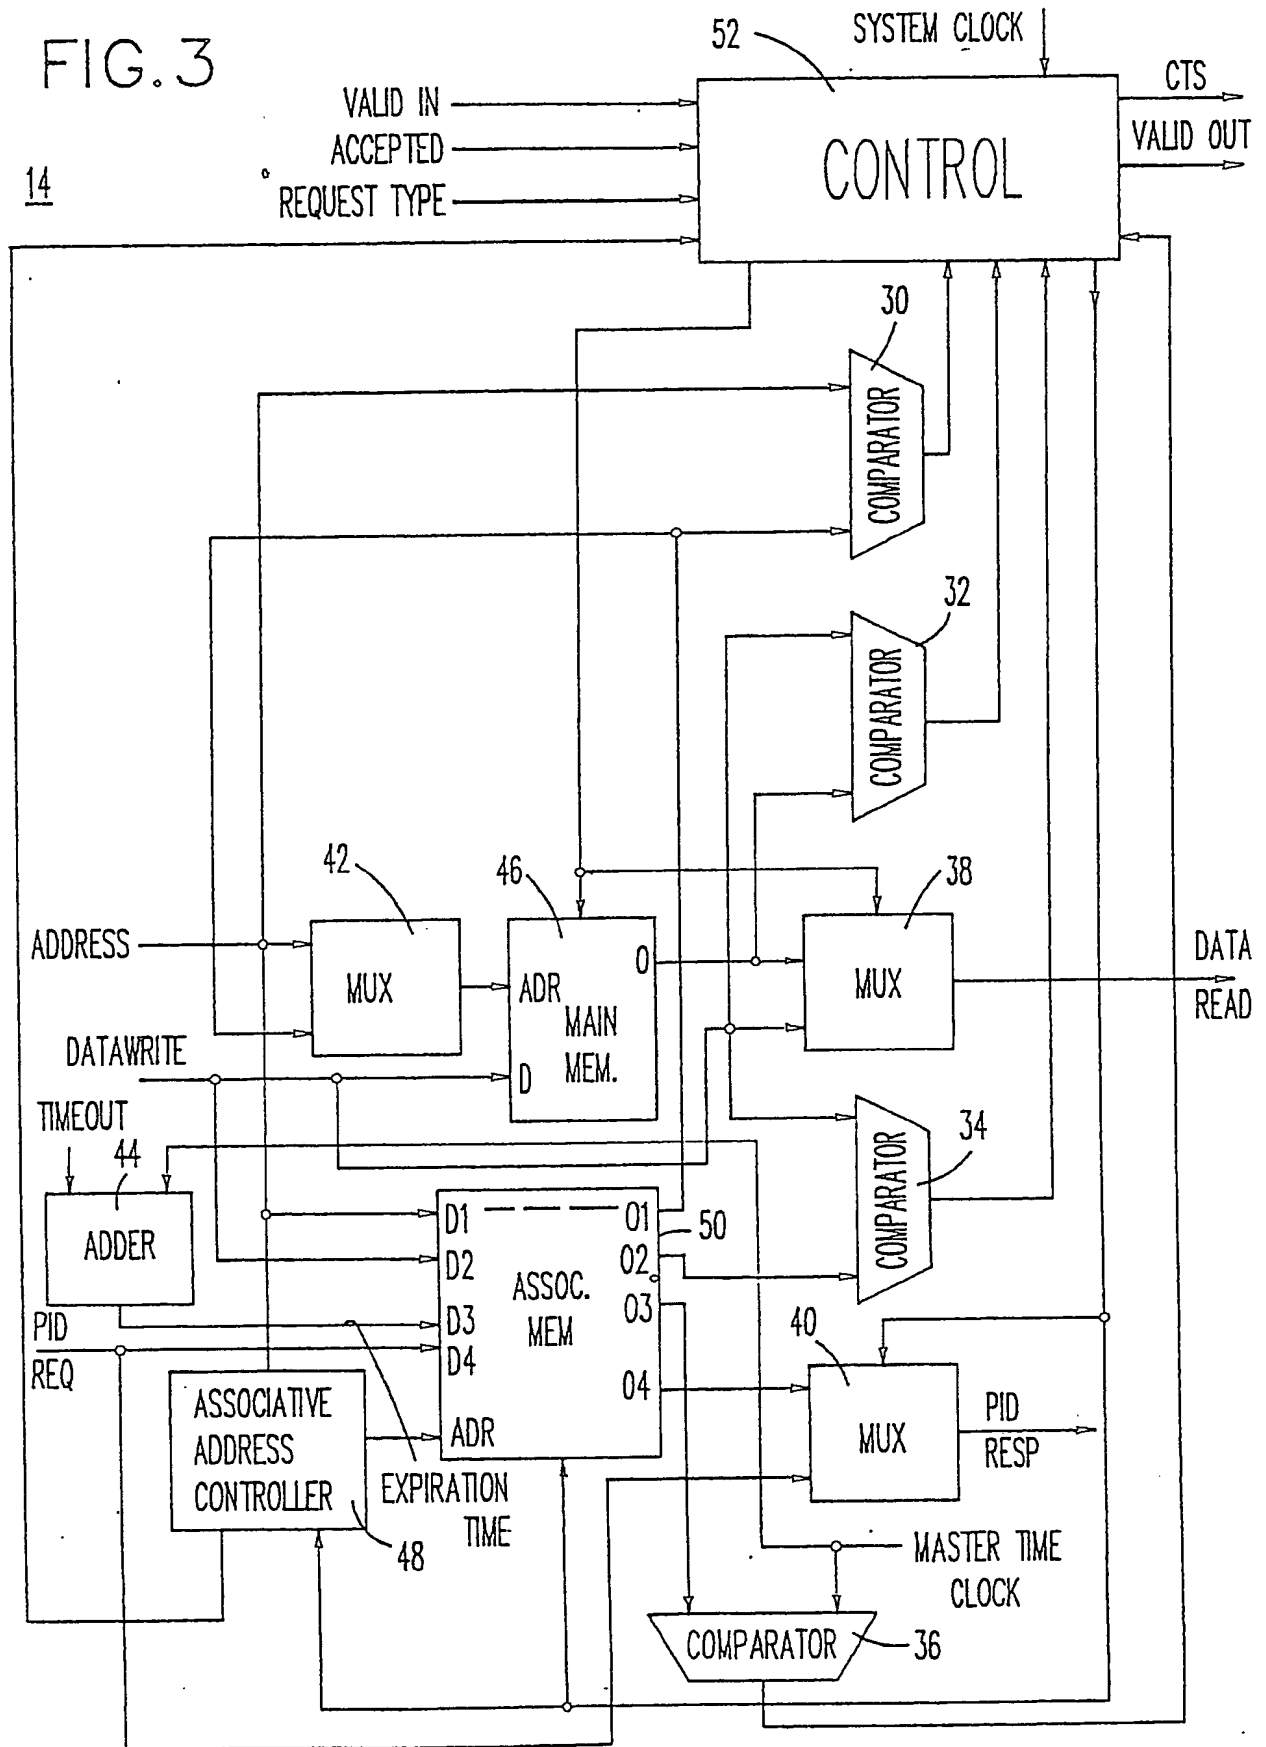 FIG. 3
52
SYSTEM CLOCK
CTS
VALID IN
VALID OUT
ACCEPTED
CONTROL
14
REQUEST TYPE
30
COMPARATOR
32
COMPARATOR
42
46
38
ADDRESS
MUX
ADR
O
MAIN
MEM.
D
MUX
DATA
READ
DATAWRITE
TIMEOUT
44
34
COMPARATOR
ADDER
D1
O1
50
D2
O2
ASSOC.
MEM
D3
O3
PID
REQ
D4
O4
40
ASSOCIATIVE
ADDRESS
CONTROLLER
ADR
MUX
PID
RESP
EXPIRATION
TIME
48
MASTER TIME
CLOCK
COMPARATOR
36